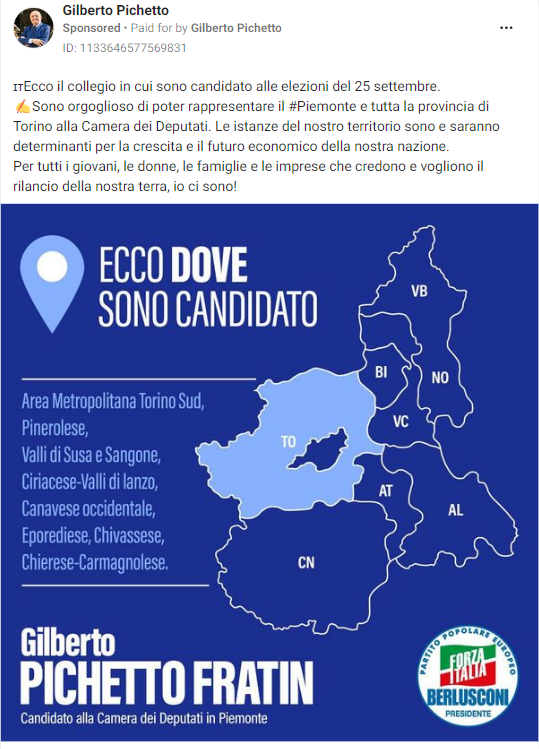 Gilberto Pichetto
Sponsored • Paid for by Gilberto Pichetto
ID: 1133646577569831
ITEcco il collegio in cui sono candidato alle elezioni del 25 settembre.
✍️Sono orgoglioso di poter rappresentare il #Piemonte e tutta la provincia di
Torino alla Camera dei Deputati. Le istanze del nostro territorio sono e saranno
determinanti per la crescita e il futuro economico della nostra nazione.
Per tutti i giovani, le donne, le famiglie e le imprese che credono e vogliono il
rilancio della nostra terra, io ci sono!
ECCO DOVE
SONO CANDIDATO
VB
BI
NO
VC
TO
AT
AL
CN
Area Metropolitana Torino Sud,
Pinerolese,
Valli di Susa e Sangone,
Ciriacese-Valli di lanzo,
Canavese occidentale,
Eporediese, Chivassese,
Chierese-Carmagnolese.
Gilberto
PICHETTO FRATIN
Candidato alla Camera dei Deputati in Piemonte
PARTITO POPOLARE EUROPEO
FORZA
ITALIA
BERLUSCONI
PRESIDENTE